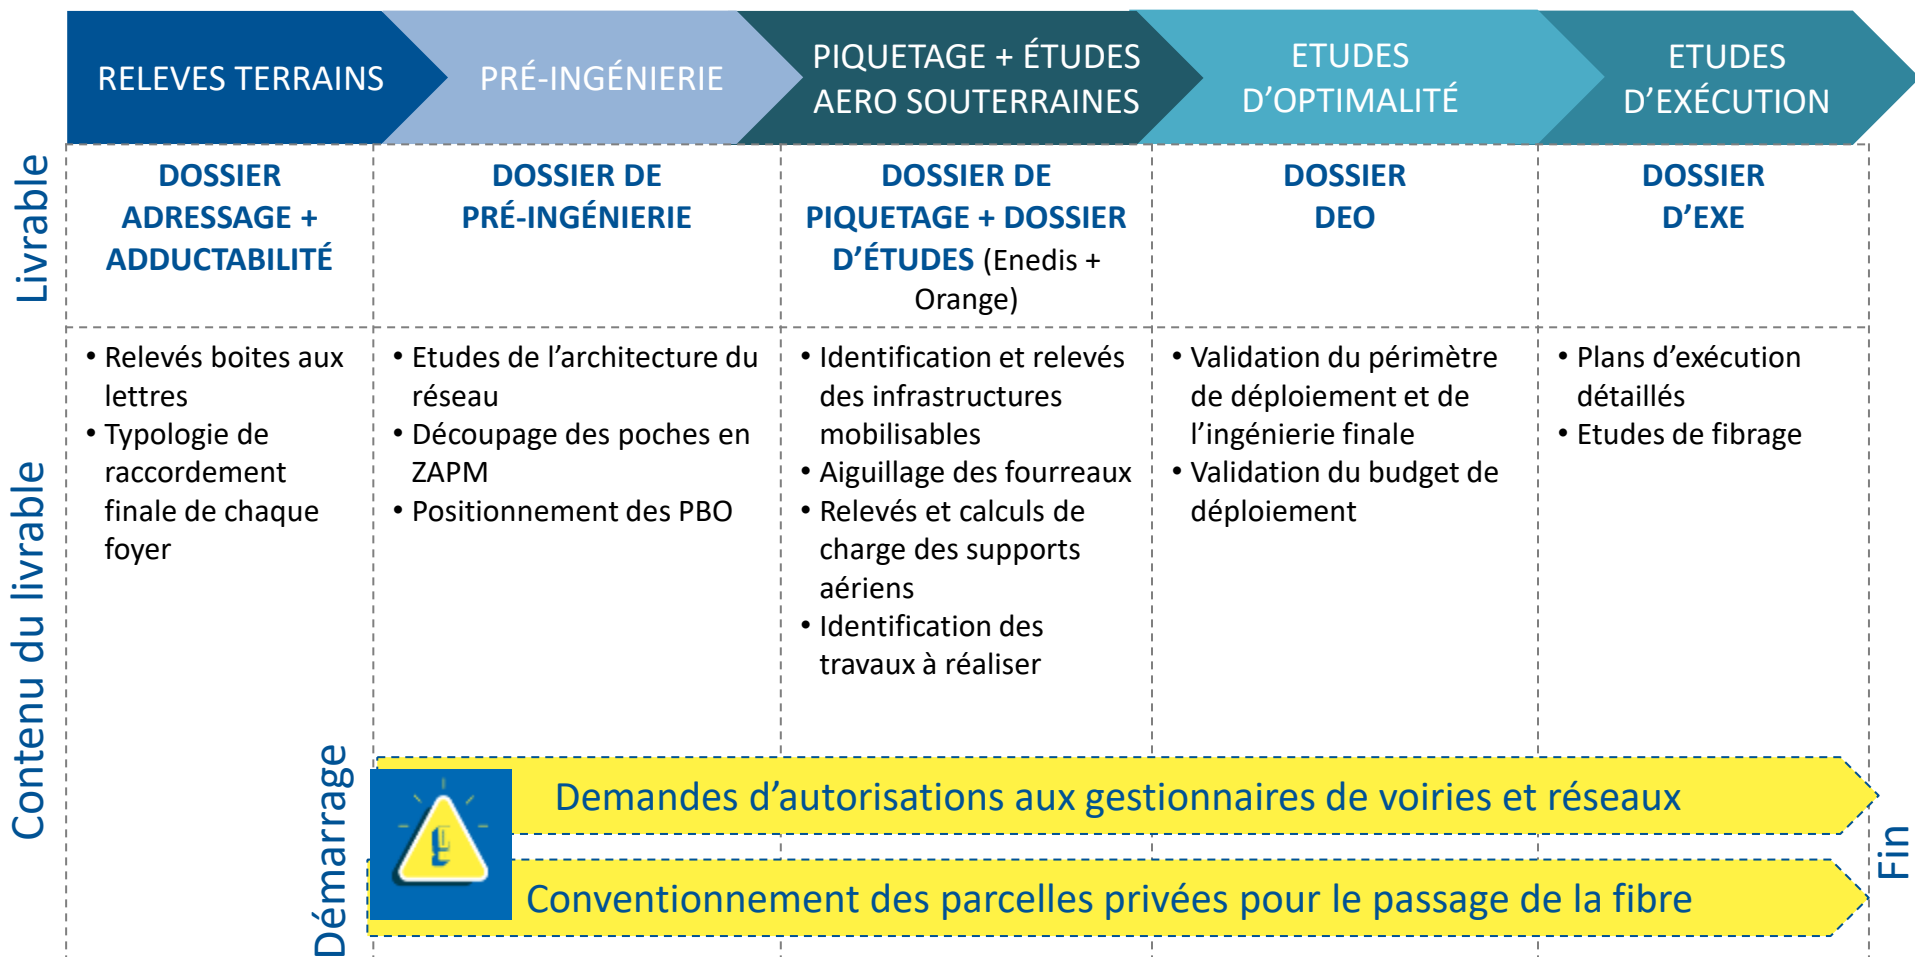 RELEVES TERRAINS
PRÉ-INGÉNIERIE
PIQUETAGE + ÉTUDES
AERO SOUTERRAINES
ETUDES
D’OPTIMALITÉ
ETUDES
D’EXÉCUTION
Livrable
DOSSIER
ADRESSAGE +
ADDUCTABILITÉ
DOSSIER DE
PRÉ-INGÉNIERIE
DOSSIER DE
PIQUETAGE + DOSSIER
D’ÉTUDES (Enedis +
Orange)
DOSSIER
DEO
DOSSIER
D’EXE
Contenu du livrable
• Relevés boites aux
lettres
• Typologie de
raccordement
finale de chaque
foyer
• Etudes de l’architecture du
réseau
• Découpage des poches en
ZAPM
• Positionnement des PBO
• Identification et relevés
des infrastructures
mobilisables
• Aiguillage des fourreaux
• Relevés et calculs de
charge des supports
aériens
• Identification des
travaux à réaliser
• Validation du périmètre
de déploiement et de
l’ingénierie finale
• Validation du budget de
déploiement
• Plans d’exécution
détaillés
• Etudes de fibrage
Démarrage
Demandes d’autorisations aux gestionnaires de voiries et réseaux
Conventionnement des parcelles privées pour le passage de la fibre
Fin